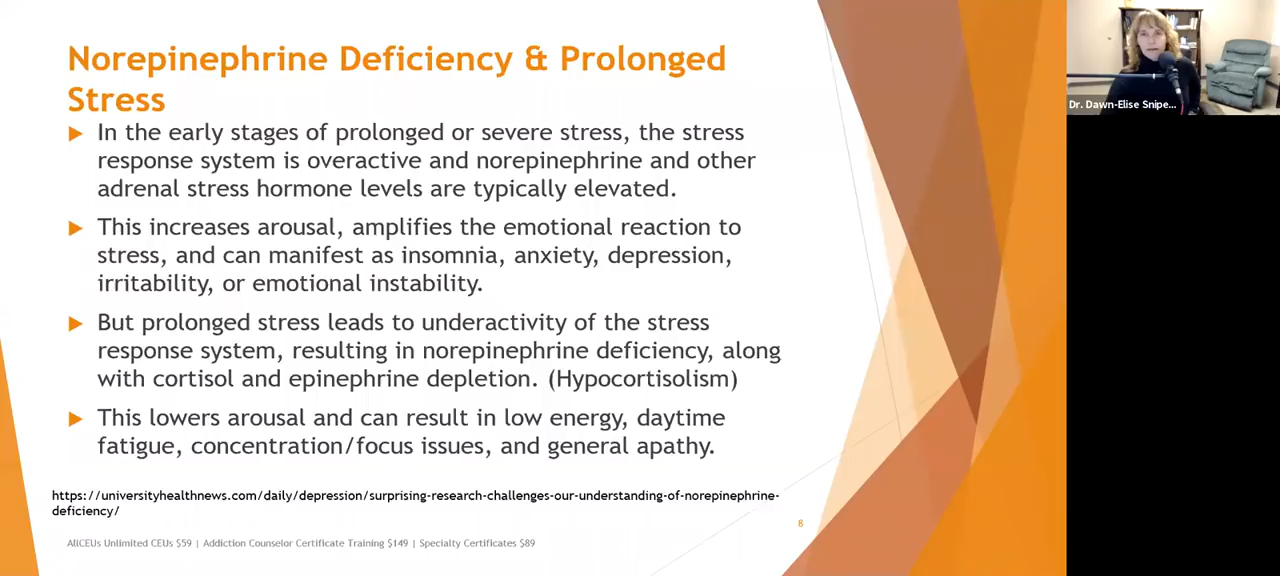 Norepinephrine Deficiency & Prolonged
Stress
In the early stages of prolonged or severe stress, the stress
response system is overactive and norepinephrine and other
adrenal stress hormone levels are typically elevated.
This increases arousal, amplifies the emotional reaction to
stress, and can manifest as insomnia, anxiety, depression,
irritability, or emotional instability.
But prolonged stress leads to underactivity of the stress
response system, resulting in norepinephrine deficiency, along
with cortisol and epinephrine depletion. (Hypocortisolism)
This lowers arousal and can result in low energy, daytime
fatigue, concentration/focus issues, and general apathy.
https://universityhealthnews.com/daily/depression/surprising-research-challenges-our-understanding-of-norepinephrine-
deficiency/
8
AllCEUs Unlimited CEUs $59 | Addiction Counselor Certificate Training $149 | Specialty Certificates $89
Dr. Dawn-Elise Snipe...